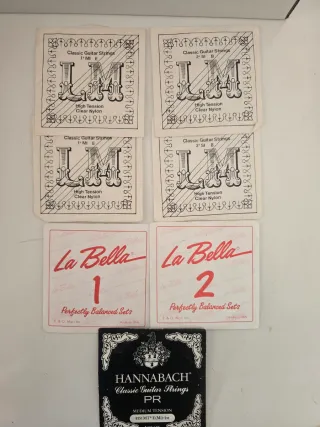 Classic Guitar Strings
1ª MI E
LM
High Tension
Clear Nylon
Classic Guitar Strings
LM
High Tension
Clear Nylon
Classic Guitar Strings
LM
High Tension
Clear Nylon
Classic Guitar Strings
LM
High Tension
Clear Nylon
La Bella
1
Perfectly Balanced Sets
La Bella
2
Perfectly Balanced Sets
HANNABACH
Classic Guitar Strings
PR
MEDIUM TENSION